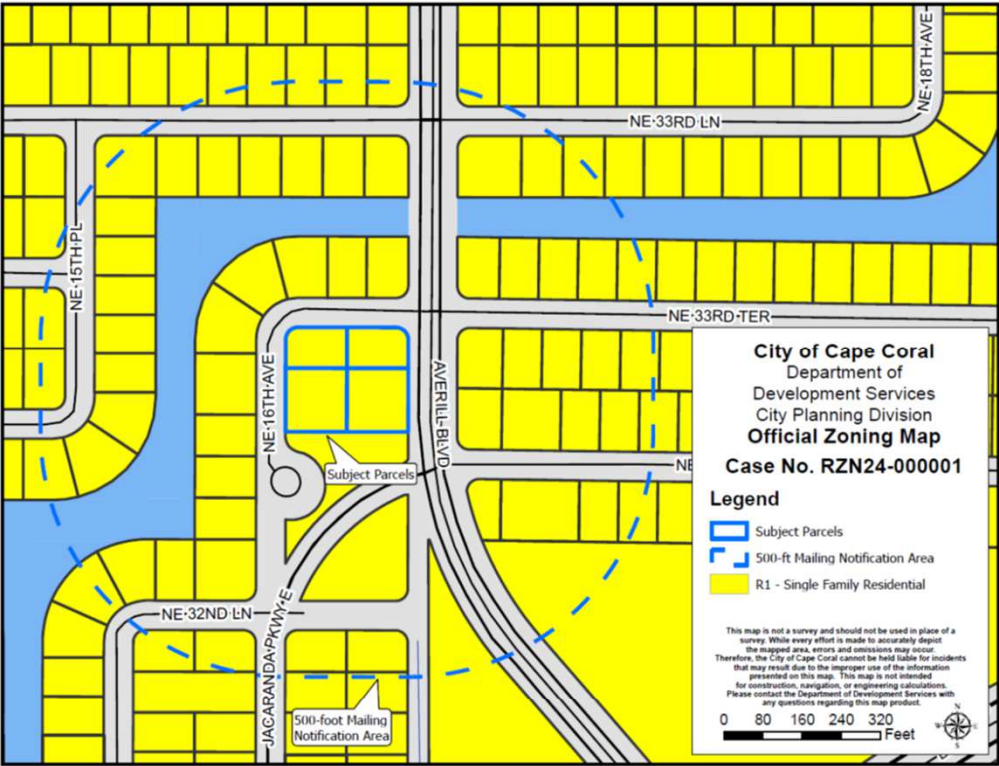 NE 18TH AVE
NE 33RD LN
NE 15TH PL
NE 33RD TER
NE 16TH AVE
AVERILL BLVD
NE
Subject Parcels
NE 32ND LN
JACARANDA PKWY E
500-foot Mailing
Notification Area
City of Cape Coral
Department of
Development Services
City Planning Division
Official Zoning Map
Case No. RZN24-000001
Legend
Subject Parcels
500-ft Mailing Notification Area
R1 - Single Family Residential
This map is not a survey and should not be used in place of a
survey. While every effort is made to accurately depict
the mapped area, errors and omissions may occur.
Therefore, the City of Cape Coral cannot be held liable for incidents
that may result due to the improper use of the information
presented on this map. This map is not intended
for construction, navigation, or engineering calculations.
Please contact the Department of Development Services with
any questions regarding this map product.
0 80 160 240 320
Feet
N
W E
S